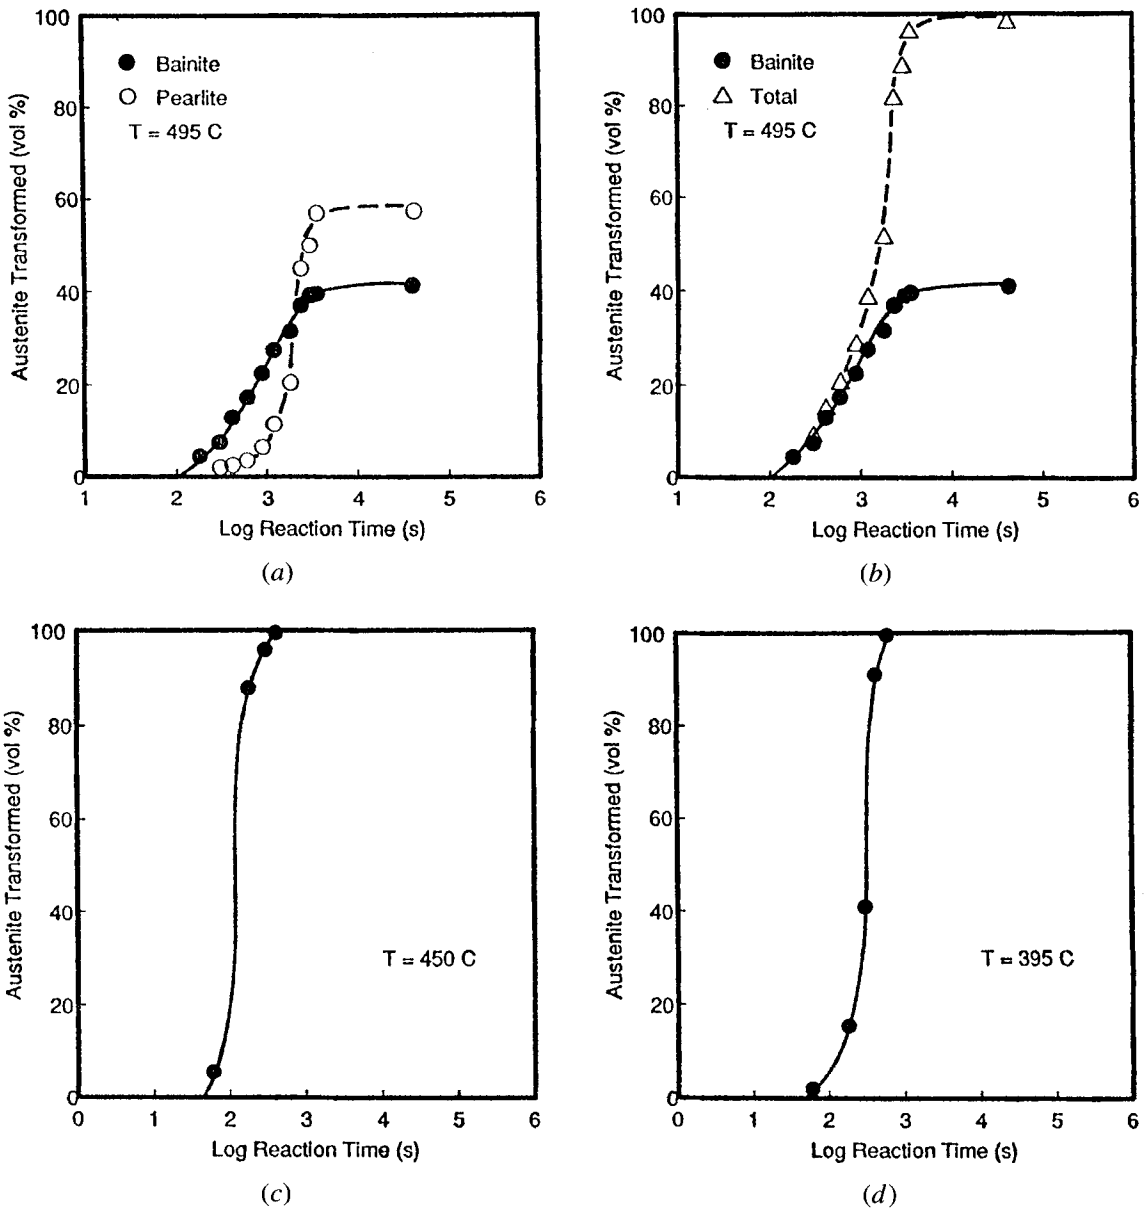 Austenite Transformed (vol %)
100
80
60
40
20
0
Bainite
Pearlite
T = 495 C
1 2 3 4 5 6
Log Reaction Time (s)
(a)
Austenite Transformed (vol %)
100
80
60
40
20
0
Bainite
Total
T = 495 C
1 2 3 4 5 6
Log Reaction Time (s)
(b)
Austenite Transformed (vol %)
100
80
60
40
20
0
T = 450 C
0 1 2 3 4 5 6
Log Reaction Time (s)
(c)
Austenite Transformed (vol %)
100
80
60
40
20
0
T = 395 C
0 1 2 3 4 5 6
Log Reaction Time (s)
(d)